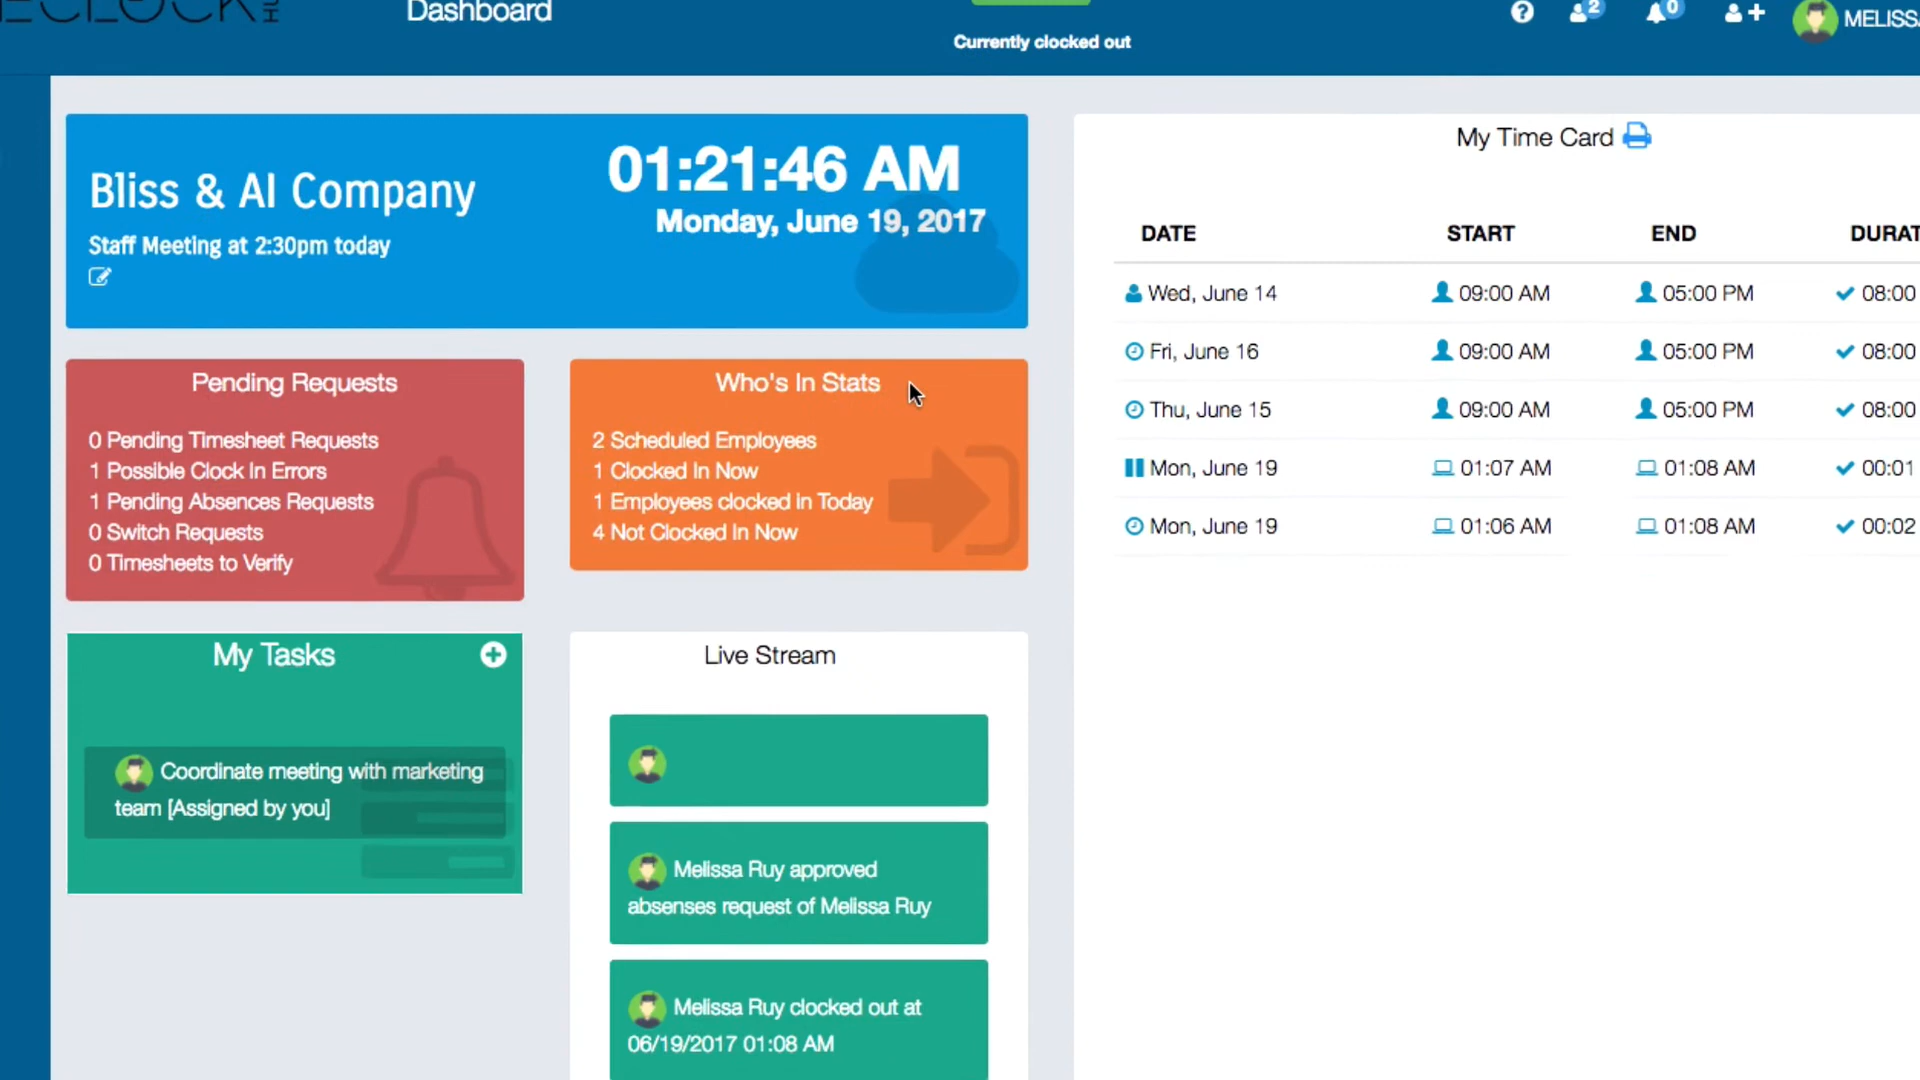 Dashboard
Currently clocked out
2
0
Bliss & AI Company
Staff Meeting at 2:30pm today
01:21:46 AM
Monday, June 19, 2017
Pending Requests
0 Pending Timesheet Requests
1 Possible Clock In Errors
1 Pending Absences Requests
0 Switch Requests
0 Timesheets to Verify
Who's In Stats
2 Scheduled Employees
1 Clocked In Now
1 Employees clocked In Today
4 Not Clocked In Now
My Tasks
Coordinate meeting with marketing
team [Assigned by you]
Live Stream
Melissa Ruy approved
absenses request of Melissa Ruy
Melissa Ruy clocked out at
06/19/2017 01:08 AM
My Time Card
DATE START END
Wed, June 14 09:00 AM 05:00 PM 08:00
Fri, June 16 09:00 AM 05:00 PM 08:00
Thu, June 15 09:00 AM 05:00 PM 08:00
Mon, June 19 01:07 AM 01:08 AM 00:01
Mon, June 19 01:06 AM 01:08 AM 00:02